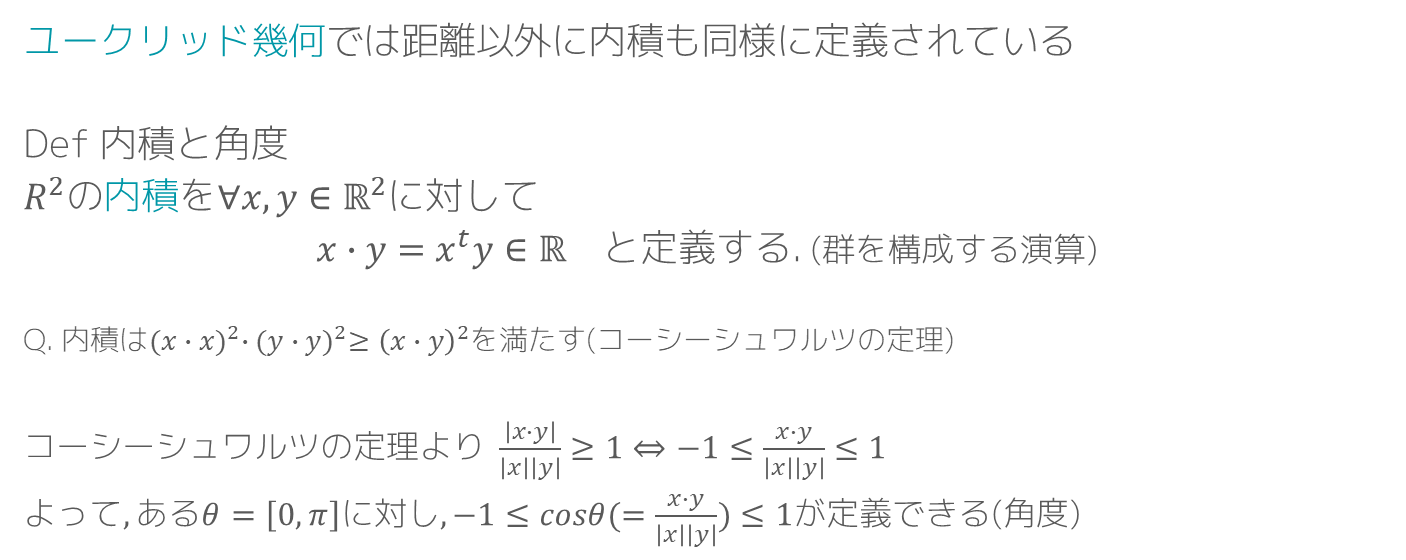 ユークリッド幾何では距離以外に内積も同様に定義されている
Def 内積と角度
R²の内積を∀x, y ∈ ℝ²に対して
x · y = xᵗy ∈ ℝ と定義する. (群を構成する演算)
Q. 内積は(x · x)²· (y · y)²≥ (x · y)²を満たす(コーシーシュワルツの定理)
コーシーシュワルツの定理より |x·y|/|x||y| ≥ 1 ⇔ −1 ≤ x·y/|x||y| ≤ 1
よって, あるθ = [0, π]に対し, −1 ≤ cosθ(= x·y/|x||y|) ≤ 1が定義できる(角度)